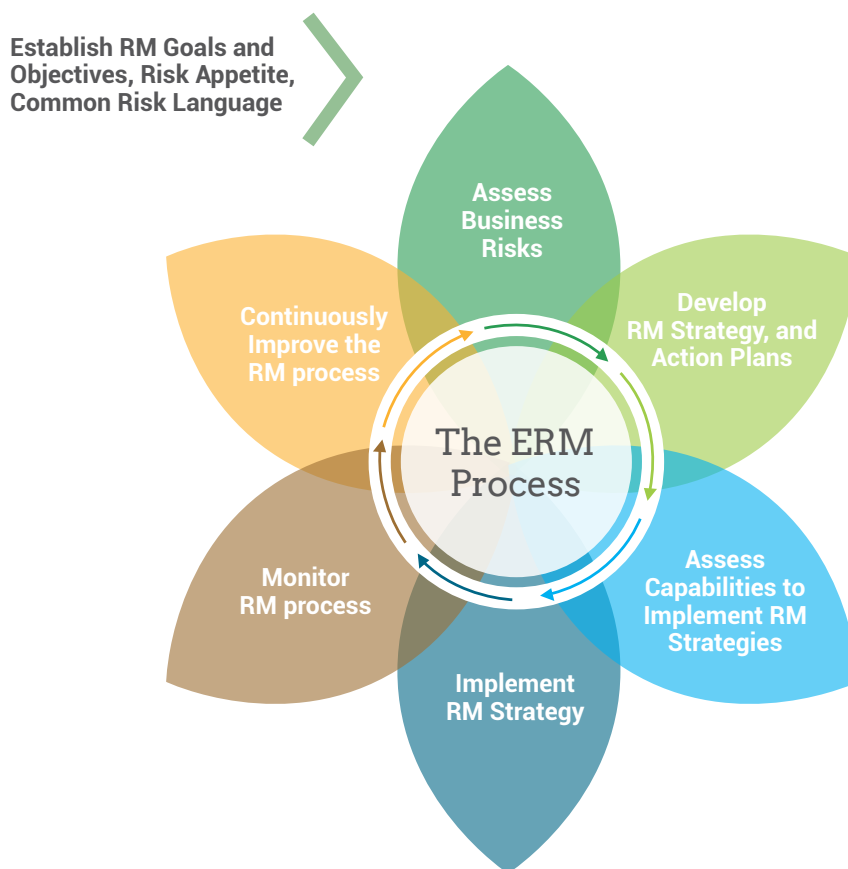 Establish RM Goals and
Objectives, Risk Appetite,
Common Risk Language
Assess
Business
Risks
Develop
RM Strategy, and
Action Plans
Assess
Capabilities to
Implement RM
Strategies
Implement
RM Strategy
Monitor
RM process
Continuously
Improve the
RM process
The ERM
Process